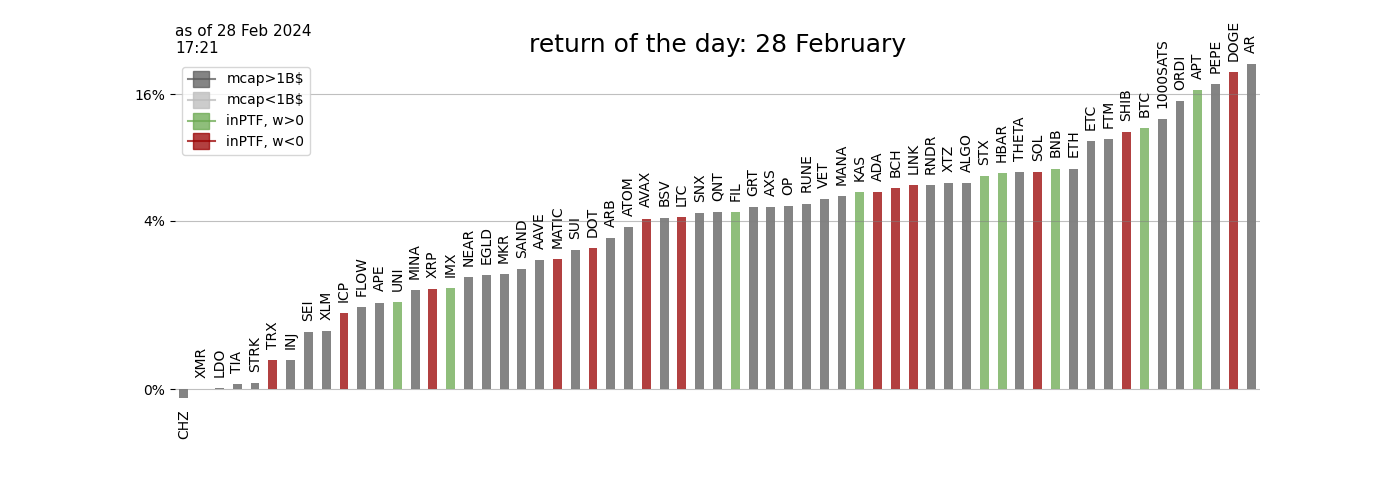 as of 28 Feb 2024
17:21
return of the day: 28 February
mcap>1B$
mcap<1B$
inPTF, w>0
inPTF, w<0
16%
4%
0%
CHZ
XMR
LDO
TIA
STRK
TRX
INJ
SEI
XLM
ICP
FLOW
APE
UNI
MINA
XRP
IMX
NEAR
EGLD
MKR
SAND
AAVE
MATIC
SUI
DOT
ARB
ATOM
AVAX
BSV
LTC
SNX
QNT
FIL
GRT
AXS
OP
RUNE
VET
MANA
KAS
ADA
BCH
LINK
RNDR
XTZ
ALGO
STX
HBAR
THETA
SOL
BNB
ETH
ETC
FTM
SHIB
BTC
1000SATS
ORDI
APT
PEPE
DOGE
AR